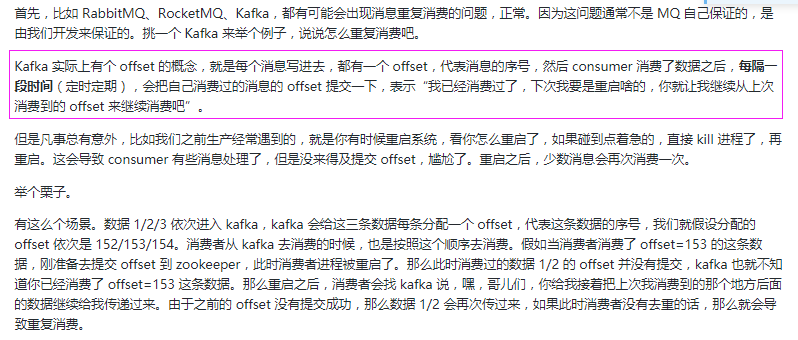 首先，比如 RabbitMQ、RocketMQ、Kafka，都有可能会出现消息重复消费的问题，正常。因为这问题通常不是 MQ 自己保证的，是
由我们开发来保证的。挑一个 Kafka 来举个例子，说说怎么重复消费吧。
Kafka 实际上有个 offset 的概念，就是每个消息写进去，都有一个 offset，代表消息的序号，然后 consumer 消费了数据之后，每隔一
段时间（定时定期），会把自己消费过的消息的 offset 提交一下，表示“我已经消费过了，下次我要是重启啥的，你就让我继续从上次
消费到的 offset 来继续消费吧”。
但是凡事总有意外，比如我们之前生产经常遇到的，就是你有时候重启系统，看你怎么重启了，如果碰到点着急的，直接 kill 进程了，再
重启。这会导致 consumer 有些消息处理了，但是没来得及提交 offset，尴尬了。重启之后，少数消息会再次消费一次。
举个栗子。
有这么个场景。数据 1/2/3 依次进入 kafka，kafka 会给这三条数据每条分配一个 offset，代表这条数据的序号，我们就假设分配的
offset 依次是 152/153/154。消费者从 kafka 去消费的时候，也是按照这个顺序去消费。假如当消费者消费了 offset=153 的这条数
据，刚准备去提交 offset 到 zookeeper，此时消费者进程被重启了。那么此时消费过的数据 1/2 的 offset 并没有提交，kafka 也就不知
道你已经消费了 offset=153 这条数据。那么重启之后，消费者会找 kafka 说，嘿，哥儿们，你给我接着把上次我消费到的那个地方后面
的数据继续给我传递过来。由于之前的 offset 没有提交成功，那么数据 1/2 会再次传过来，如果此时消费者没有去重的话，那么就会导
致重复消费。